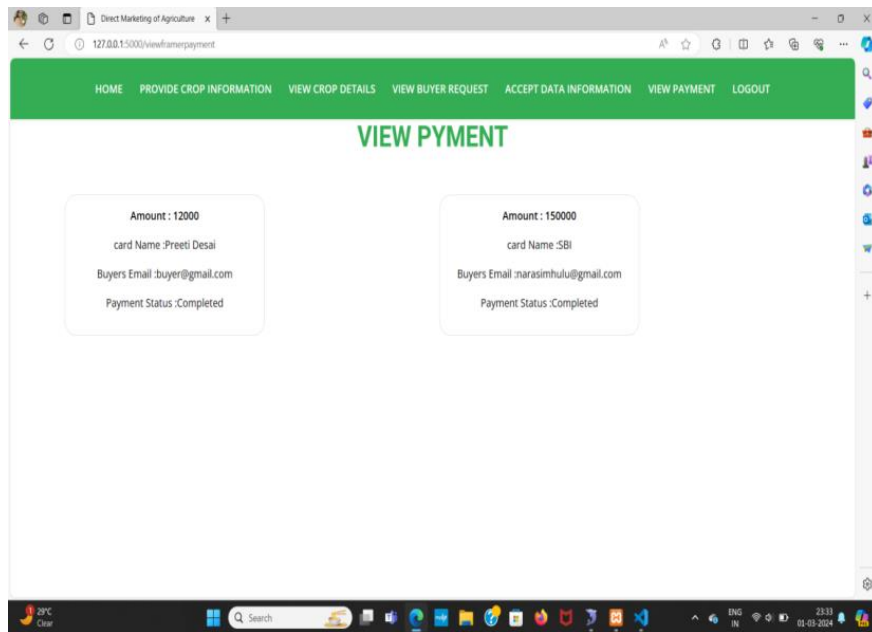 Direct Marketing of Agriculture
127.0.0.1:5000/viewframerpayment
HOME PROVIDE CROP INFORMATION VIEW CROP DETAILS VIEW BUYER REQUEST ACCEPT DATA INFORMATION VIEW PAYMENT LOGOUT
VIEW PYMENT
Amount : 12000
card Name :Preeti Desai
Buyers Email :buyer@gmail.com
Payment Status :Completed
Amount : 150000
card Name :SBI
Buyers Email :narasimhulu@gmail.com
Payment Status :Completed
1
29°C
Clear
Search
ENG
IN
23:33
01-03-2024